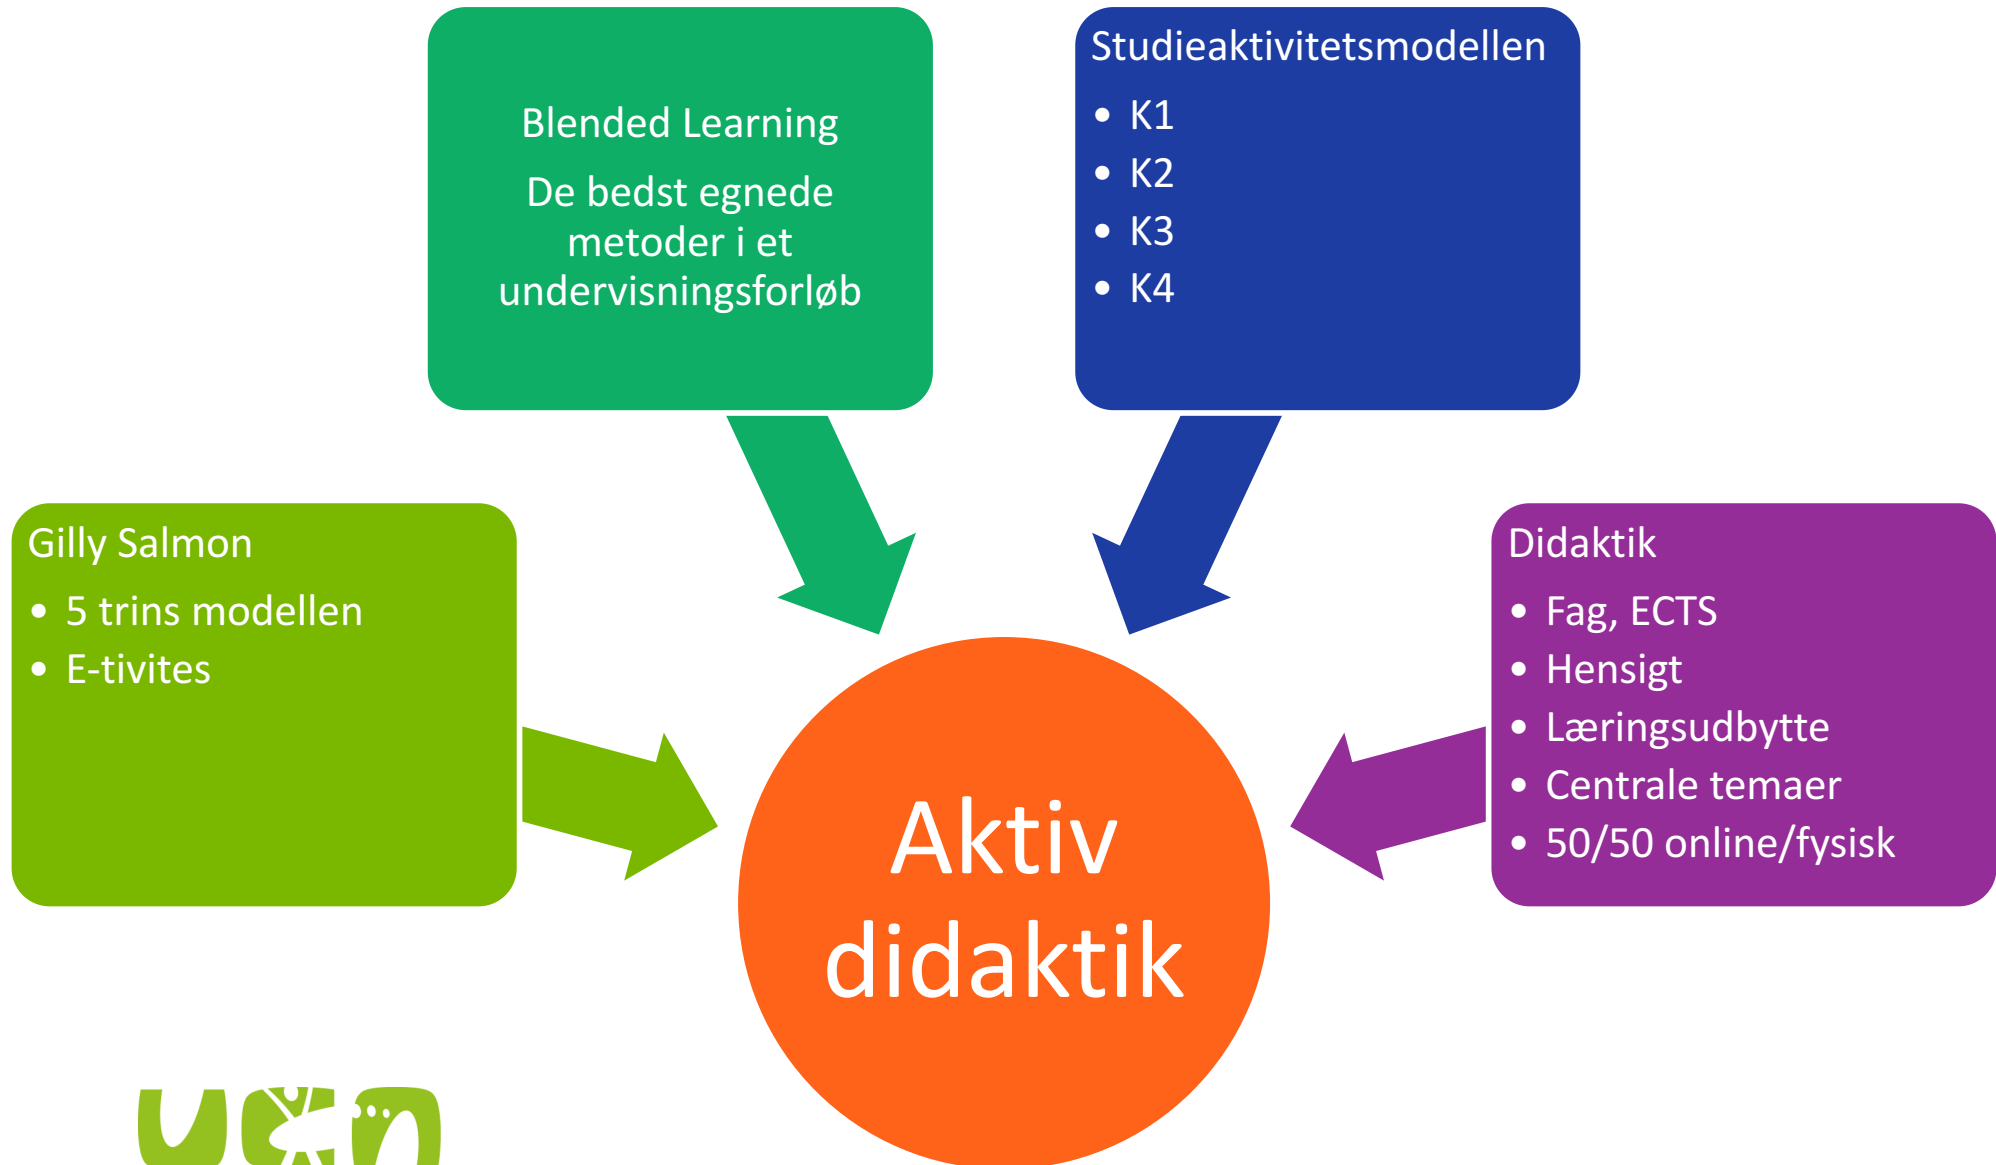 Blended Learning
De bedst egnede
metoder i et
undervisningsforløb
Studieaktivitetsmodellen
• K1
• K2
• K3
• K4
Gilly Salmon
• 5 trins modellen
• E-tivites
Didaktik
• Fag, ECTS
• Hensigt
• Læringsudbytte
• Centrale temaer
• 50/50 online/fysisk
Aktiv
didaktik
ucn